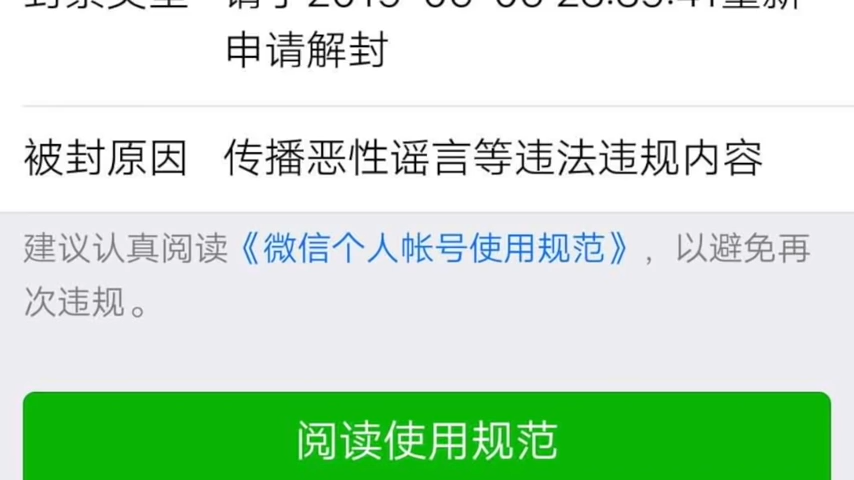 申请解封
被封原因 传播恶性谣言等违法违规内容
建议认真阅读《微信个人帐号使用规范》，以避免再
次违规。
阅读使用规范